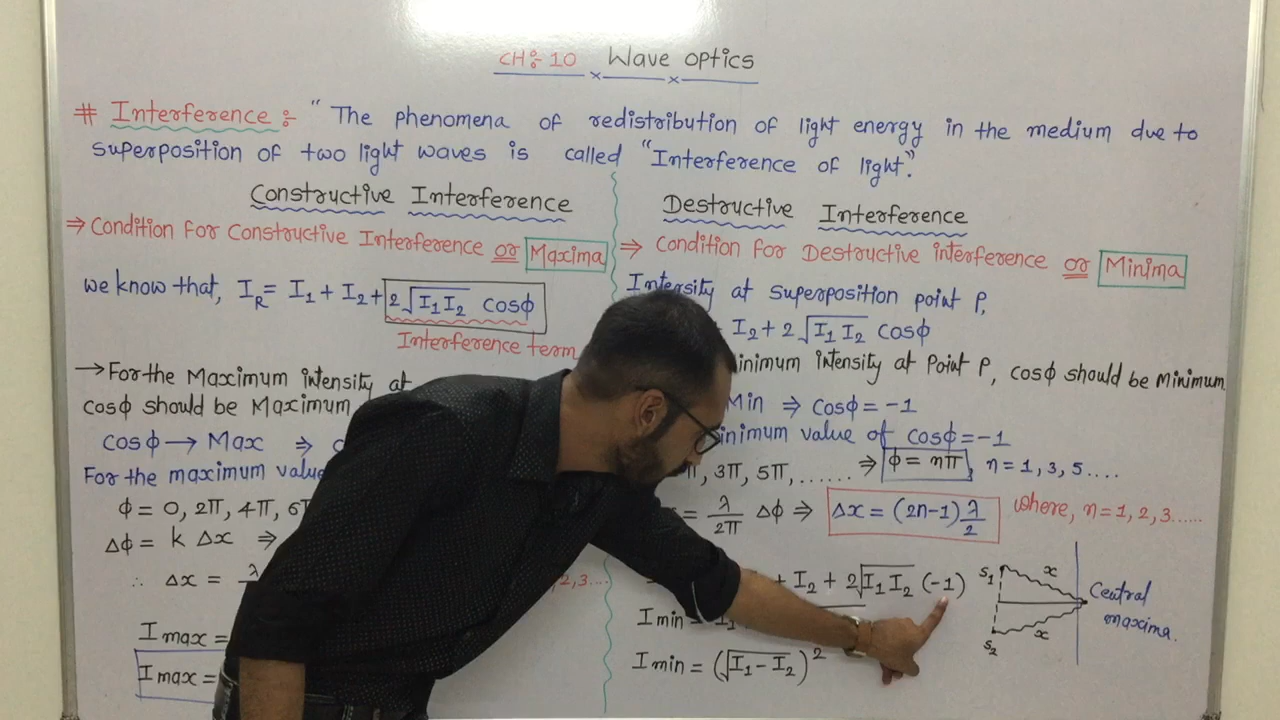 CH:- 10 Wave optics
# Interference :- "The phenomena of redistribution of light energy in the medium due to
superposition of two light waves is called "Interference of light".
Constructive Interference
⇒ Condition for Constructive Interference or Maxima
we know that, I_R = I₁ + I₂ + 2√(I₁I₂) cosϕ
Interference term
→ For the Maximum intensity at
cosϕ should be Maximum
cosϕ → Max ⇒
For the maximum value
ϕ = 0, 2π, 4π, 6π
Δϕ = k Δx ⇒
∴ Δx = λ
2,3...
I max =
I max =
Destructive Interference
⇒ Condition for Destructive interference or Minima
Intensity at superposition point P,
I₂ + 2√(I₁I₂) cosϕ
inimum intensity at Point P, cosϕ should be Minimum
Min ⇒ cosϕ = -1
inimum value of cosϕ = -1
π, 3π, 5π, ...... ⇒ ϕ = nπ, n = 1, 3, 5....
= λ/2π Δϕ ⇒ Δx = (2n-1) λ/2 where, n = 1, 2, 3......
+ I₂ + 2√(I₁I₂) (-1)
I min = I₁
I min = (√(I₁-I₂))²
S₁ x
Central
maxima.
S₂ x